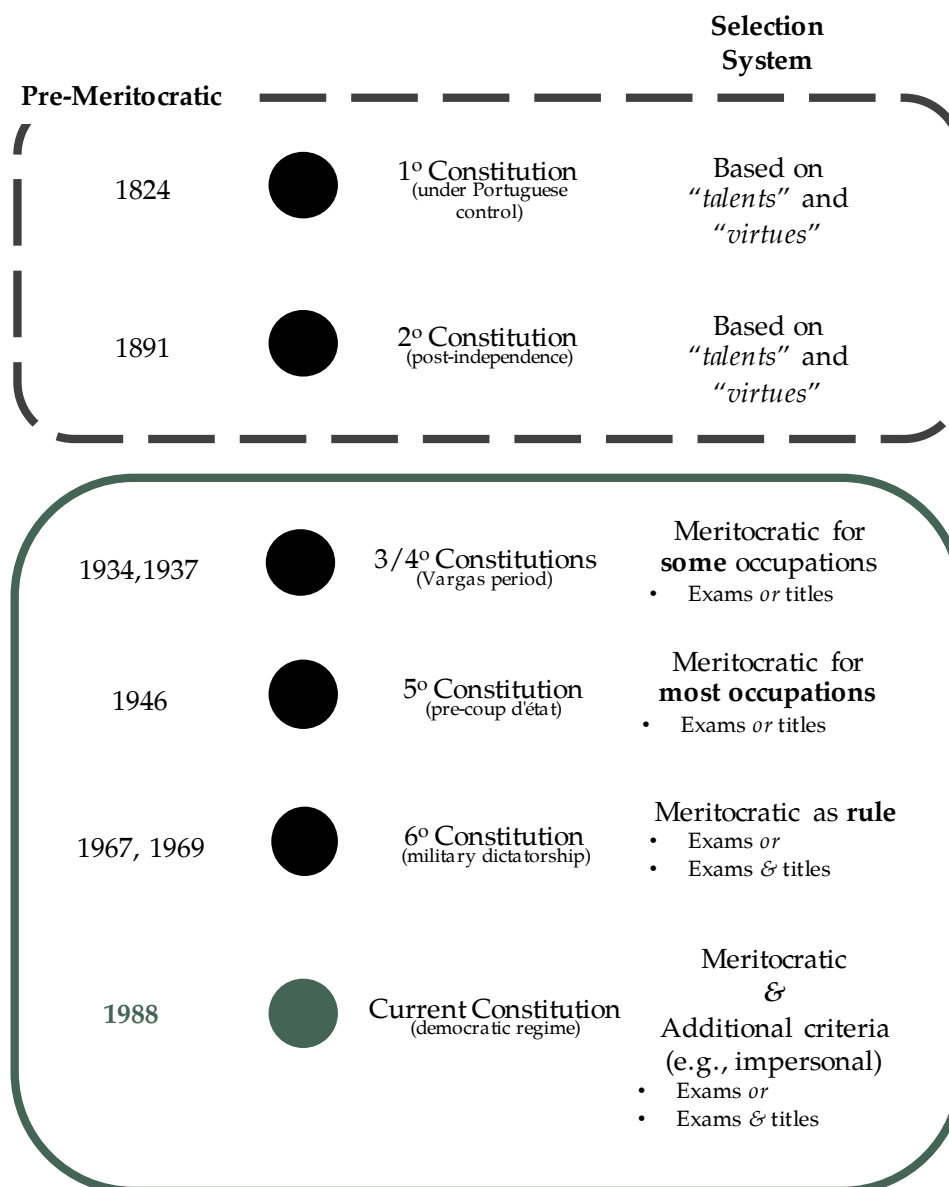 Selection
System
Pre-Meritocratic
1824
1º Constitution
(under Portuguese
control)
Based on
“talents” and
“virtues”
1891
2º Constitution
(post-independence)
Based on
“talents” and
“virtues”
1934,1937
3/4º Constitutions
(Vargas period)
Meritocratic for
some occupations
• Exams or titles
1946
5º Constitution
(pre-coup d'état)
Meritocratic for
most occupations
• Exams or titles
1967, 1969
6º Constitution
(military dictatorship)
Meritocratic as rule
• Exams or
• Exams & titles
1988
Current Constitution
(democratic regime)
Meritocratic
&
Additional criteria
(e.g., impersonal)
• Exams or
• Exams & titles